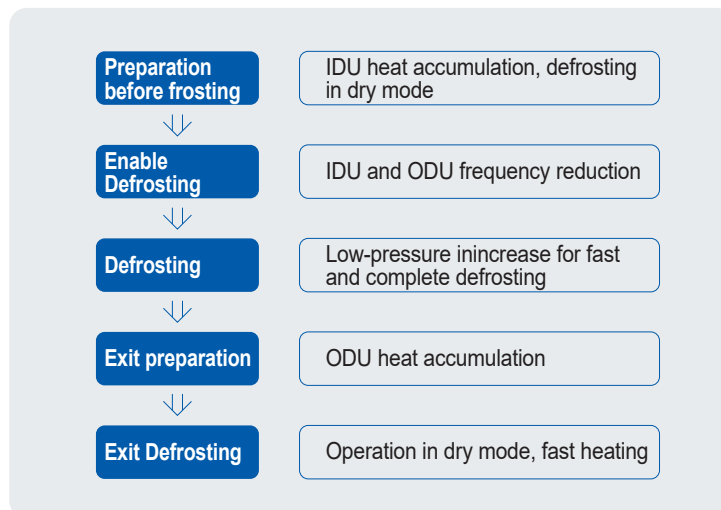 Preparation
before frosting
IDU heat accumulation, defrosting
in dry mode
Enable
Defrosting
IDU and ODU frequency reduction
Defrosting
Low-pressure inincrease for fast
and complete defrosting
Exit preparation
ODU heat accumulation
Exit Defrosting
Operation in dry mode, fast heating